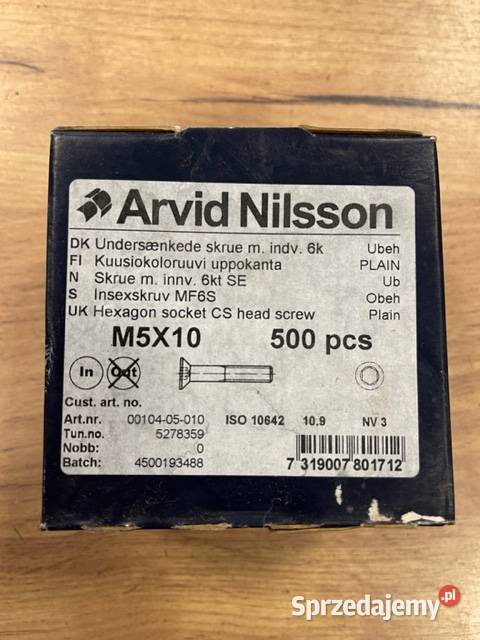 Arvid Nilsson
DK Undersænkede skrue m. indv. 6k Ubeh
FI Kuusiokoloruuvi uppokanta PLAIN
N Skrue m. innv. 6kt SE Ub
S Insexskruv MF6S Obeh
UK Hexagon socket CS head screw Plain
M5X10 500 pcs
In Out
Cust. art. no.
Art.nr. 00104-05-010 ISO 10642 10.9 NV 3
Tun.no. 5278359
Nobb: 0
Batch: 4500193488
7 319007 801712
Sprzedajemy.pl